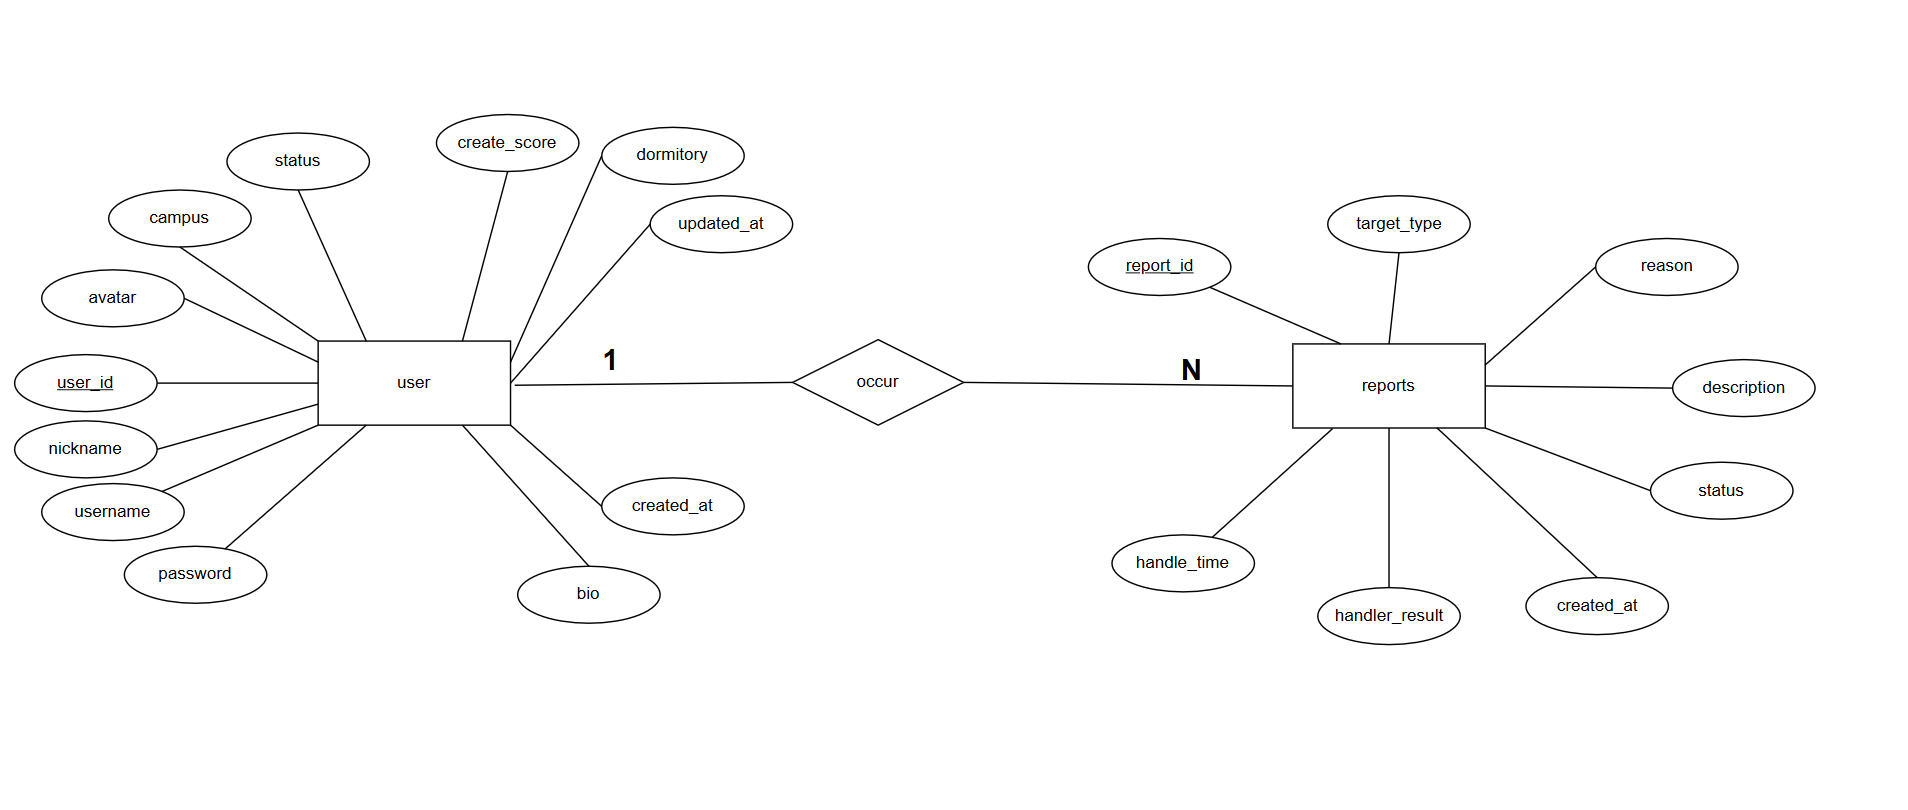 create_score
dormitory
status
campus
updated_at
target_type
report_id
reason
avatar
user_id
user
1
occur
N
reports
description
nickname
username
password
created_at
bio
status
handle_time
handler_result
created_at